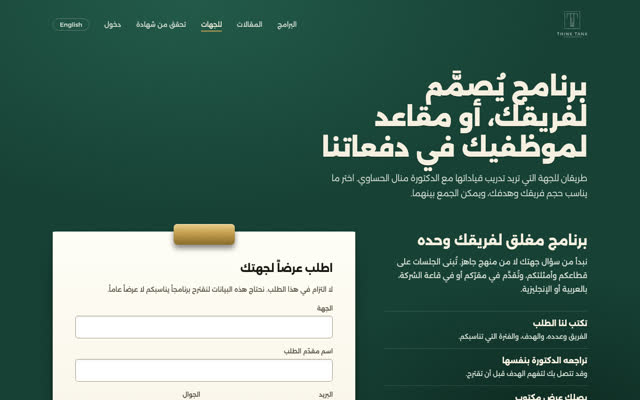 THINK TANK
البرامج
المقالات
للجهات
تحقق من شهادة
دخول
English
برنامج يُصمَّم
لفريقك، أو مقاعد
لموظفيك في دفعاتنا
طريقان للجهة التي تريد تدريب قياداتها مع الدكتورة منال الحساوي. اختر ما
يناسب حجم فريقك وهدفك، ويمكن الجمع بينهما.
برنامج مغلق لفريقك وحده
نبدأ من سؤال جهتك لا من منهج جاهز. تُبنى الجلسات على
قطاعكم وأمثلتكم، وتُقدَّم في مقرّكم أو في قاعة الشركة،
بالعربية أو الإنجليزية.
تكتب لنا الطلب
الفريق وعدده، والهدف، والفترة التي تناسبكم.
تراجعه الدكتورة بنفسها
وقد تتصل بك لتفهم الهدف قبل أن تقترح.
يصلك عرض مكتوب
اطلب عرضاً لجهتك
لا التزام في هذا الطلب. نحتاج هذه البيانات لنقترح برنامجاً يناسبكم لا عرضاً عاماً.
الجهة
اسم مقدّم الطلب
البريد
الجوال